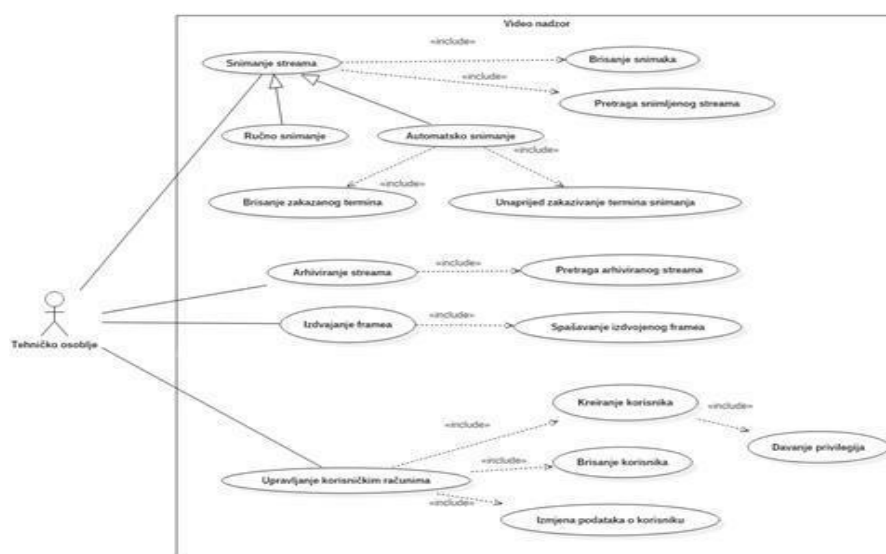 Video nadzor
«include»
Snimanje streama
Brisanje snimaka
«include»
Pretraga snimljenog streama
Ručno snimanje
Automatsko snimanje
«include»
«include»
Brisanje zakazanog termina
Unaprijed zakazivanje termina snimanja
Arhiviranje streama
«include»
Pretraga arhiviranog streama
Izdvajanje framea
«include»
Spašavanje izdvojenog framea
Tehničko osoblje
Kreiranje korisnika
«include»
«include»
Davanje privilegija
«include»
Brisanje korisnika
Upravljanje korisničkim računima
«include»
Izmjena podataka o korisniku